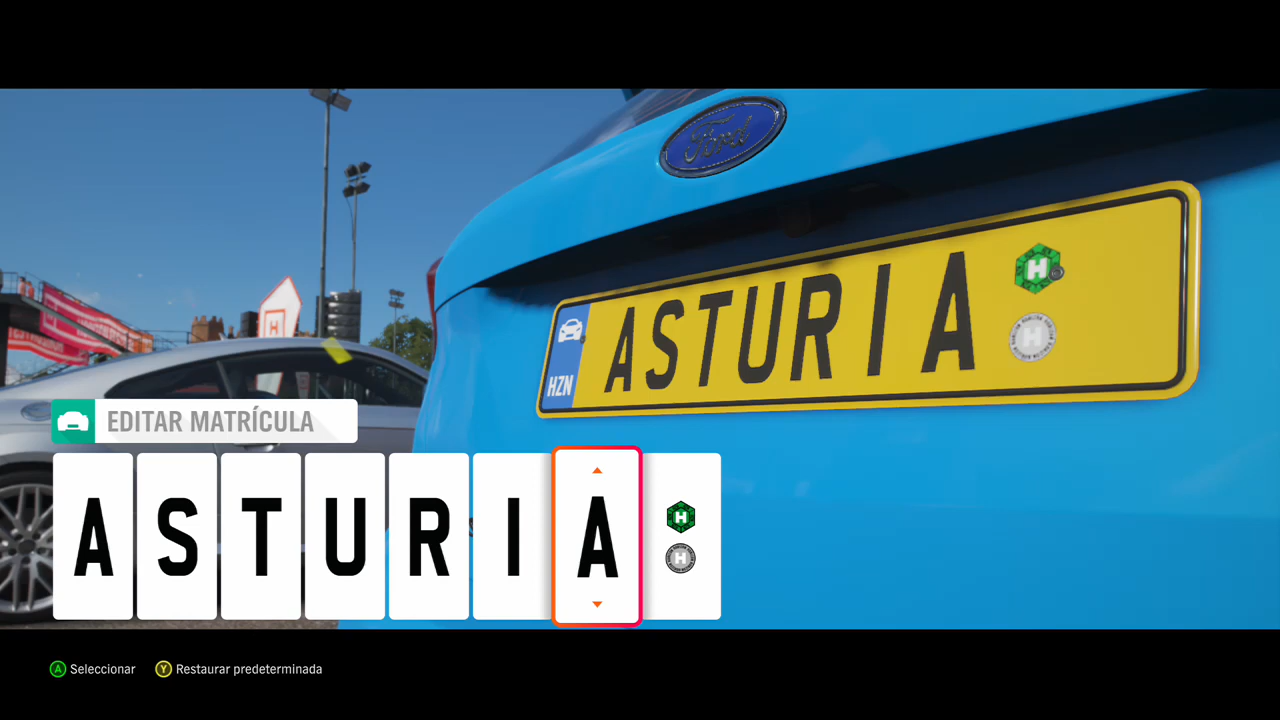 Ford
ASTURIA
HZN
H
H
EDITAR MATRÍCULA
A S T U R I A
H
H
A Seleccionar Y Restaurar predeterminada